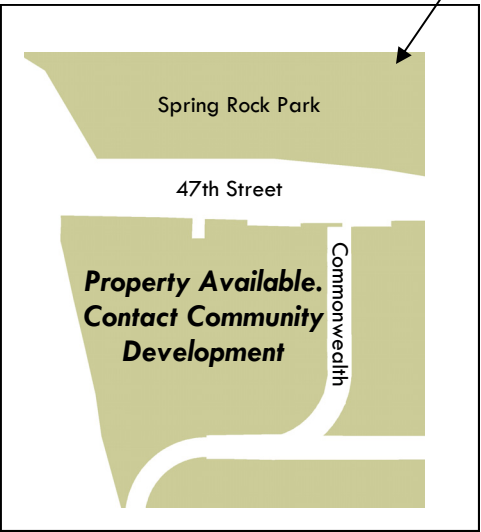 Spring Rock Park
47th Street
Property Available.
Contact Community
Development
Commonwealth